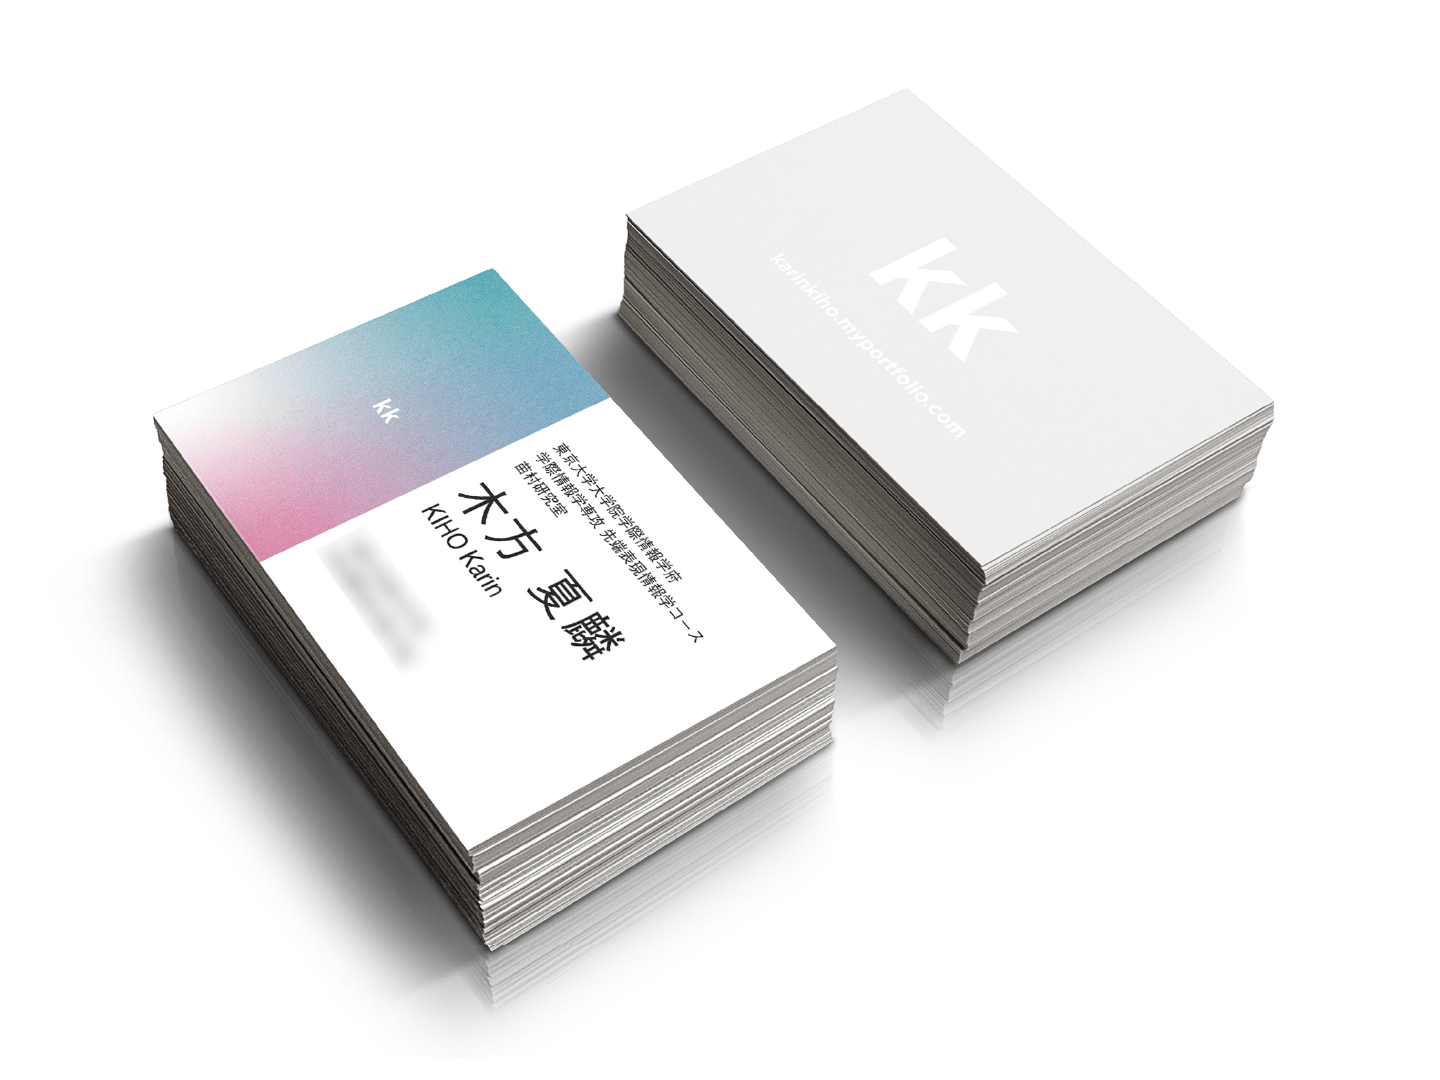 kk
東京大学大学院学際情報学府
学際情報学専攻 先端表現情報学コース
苗村研究室
木方 夏麟
KIHO Karin
kk
karinkiho.myportfolio.com